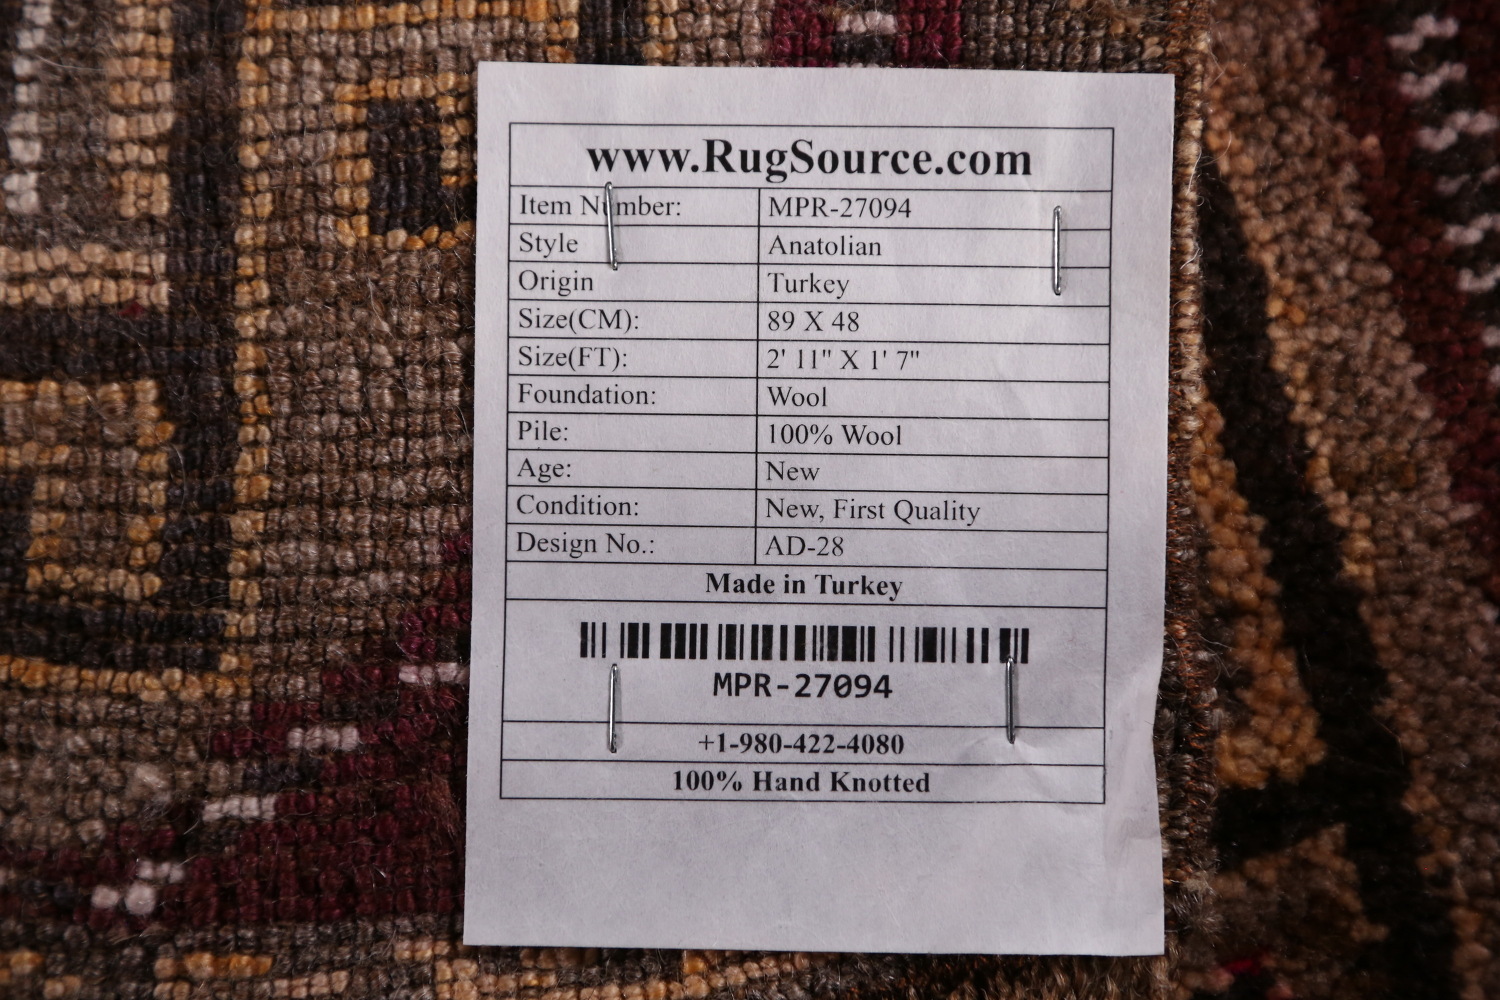 www.RugSource.com
Item Number: MPR-27094
Style Anatolian
Origin Turkey
Size(CM): 89 X 48
Size(FT): 2' 11" X 1' 7"
Foundation: Wool
Pile: 100% Wool
Age: New
Condition: New, First Quality
Design No.: AD-28
Made in Turkey
MPR-27094
+1-980-422-4080
100% Hand Knotted